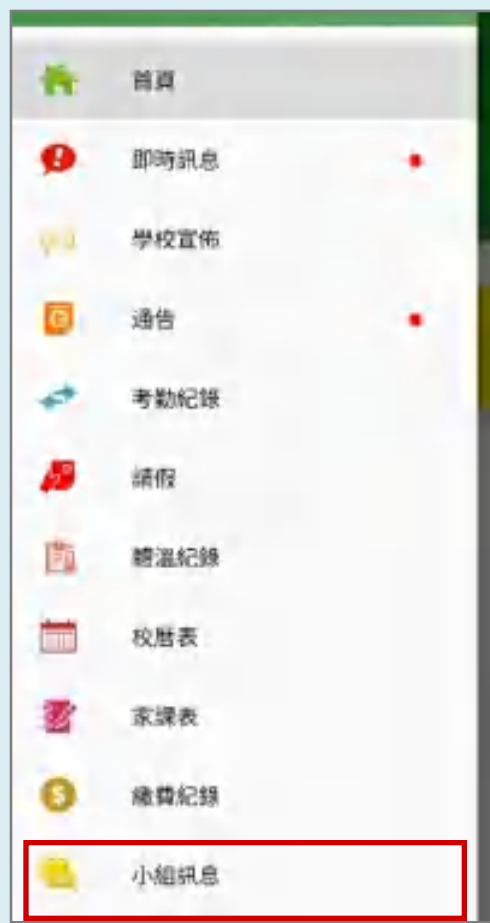 首頁
即時訊息
學校宣佈
通告
考勤紀錄
請假
體溫紀錄
校曆表
家課表
繳費紀錄
小組訊息